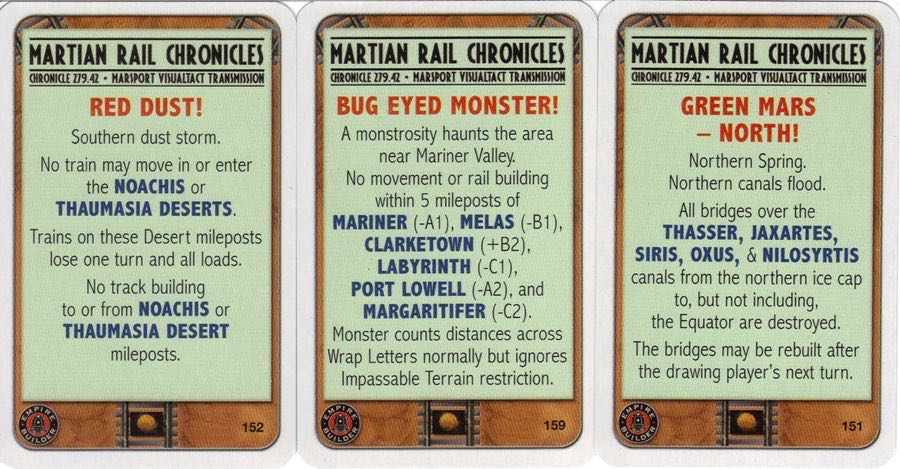 MARTIAN RAIL CHRONICLES
CHRONICLE 279.42 • MARSPORT VISUALTACT TRANSMISSION
RED DUST!
Southern dust storm.
No train may move in or enter
the NOACHIS or
THAUMASIA DESERTS.
Trains on these Desert mileposts
lose one turn and all loads.
No track building
to or from NOACHIS or
THAUMASIA DESERT
mileposts.
EMPIRE BUILDER
152
MARTIAN RAIL CHRONICLES
CHRONICLE 279.42 • MARSPORT VISUALTACT TRANSMISSION
BUG EYED MONSTER!
A monstrosity haunts the area
near Mariner Valley.
No movement or rail building
within 5 mileposts of
MARINER (-A1), MELAS (-B1),
CLARKETOWN (+B2),
LABYRINTH (-C1),
PORT LOWELL (-A2), and
MARGARITIFER (-C2).
Monster counts distances across
Wrap Letters normally but ignores
Impassable Terrain restriction.
EMPIRE BUILDER
159
MARTIAN RAIL CHRONICLES
CHRONICLE 279.42 • MARSPORT VISUALTACT TRANSMISSION
GREEN MARS
– NORTH!
Northern Spring.
Northern canals flood.
All bridges over the
THASSER, JAXARTES,
SIRIS, OXUS, & NILOSYRTIS
canals from the northern ice cap
to, but not including,
the Equator are destroyed.
The bridges may be rebuilt after
the drawing player's next turn.
EMPIRE BUILDER
151